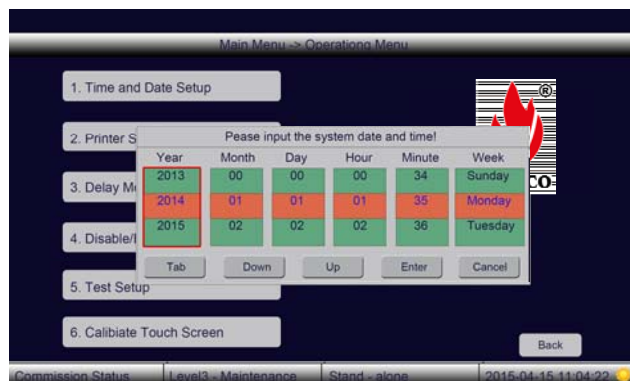 Main Menu -> Operationg Menu
1. Time and Date Setup
®
2. Printer S
Pease input the system date and time!
Year Month Day Hour Minute Week
2013 00 00 00 34 Sunday
3. Delay M
CO
2014 01 01 01 35 Monday
2015 02 02 02 36 Tuesday
4. Disable/
Tab Down Up Enter Cancel
5. Test Setup
6. Calibiate Touch Screen
Back
Commission Status Level3 - Maintenance Stand - alone 2015-04-15 11:04:22